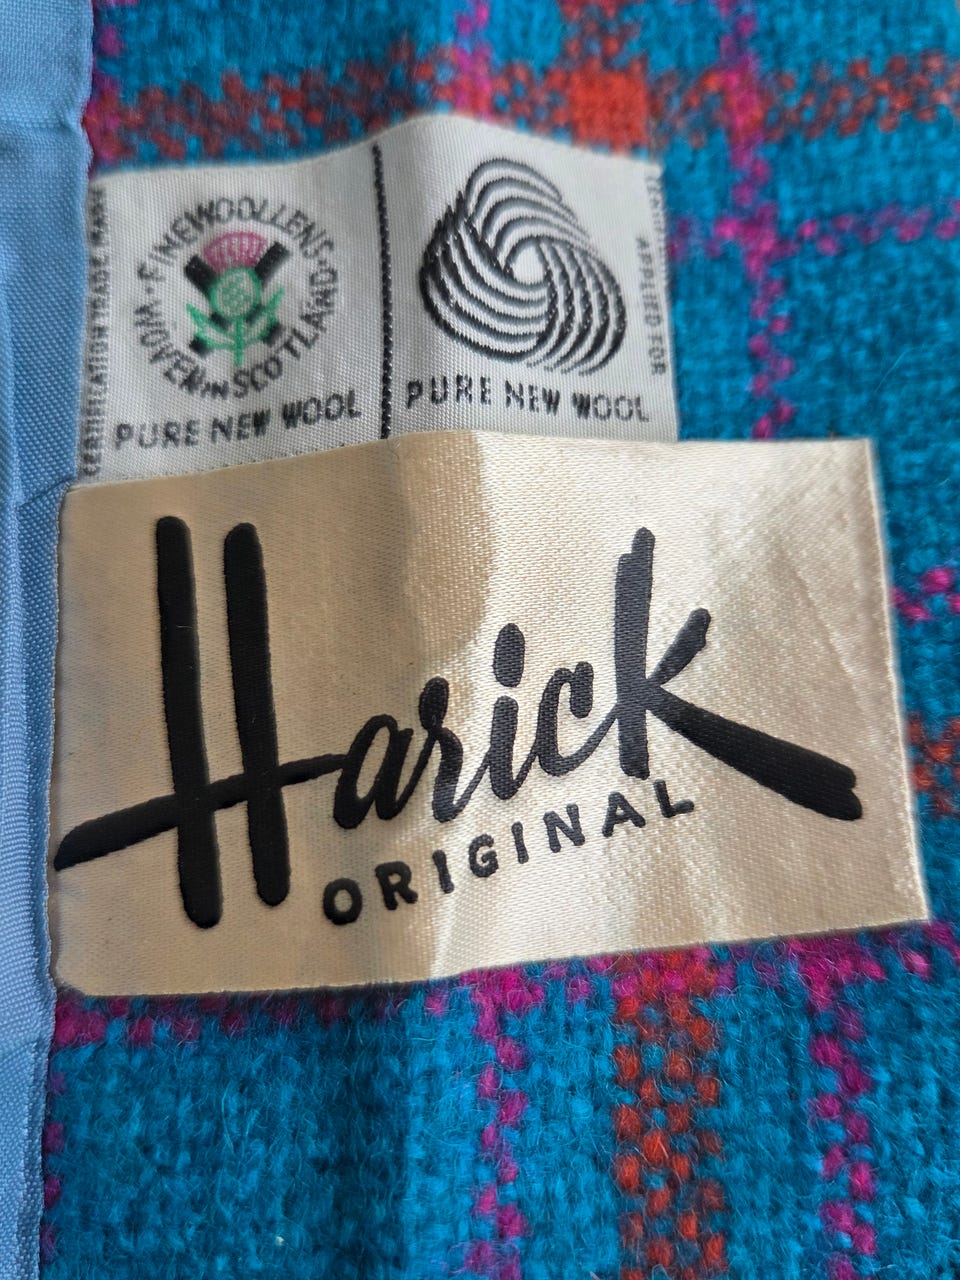 CERTIFICATION TRADE MARK
·FINE WOOLLENS·
WOVEN IN SCOTLAND
PURE NEW WOOL
PURE NEW WOOL
APPLIED FOR
Harick
ORIGINAL